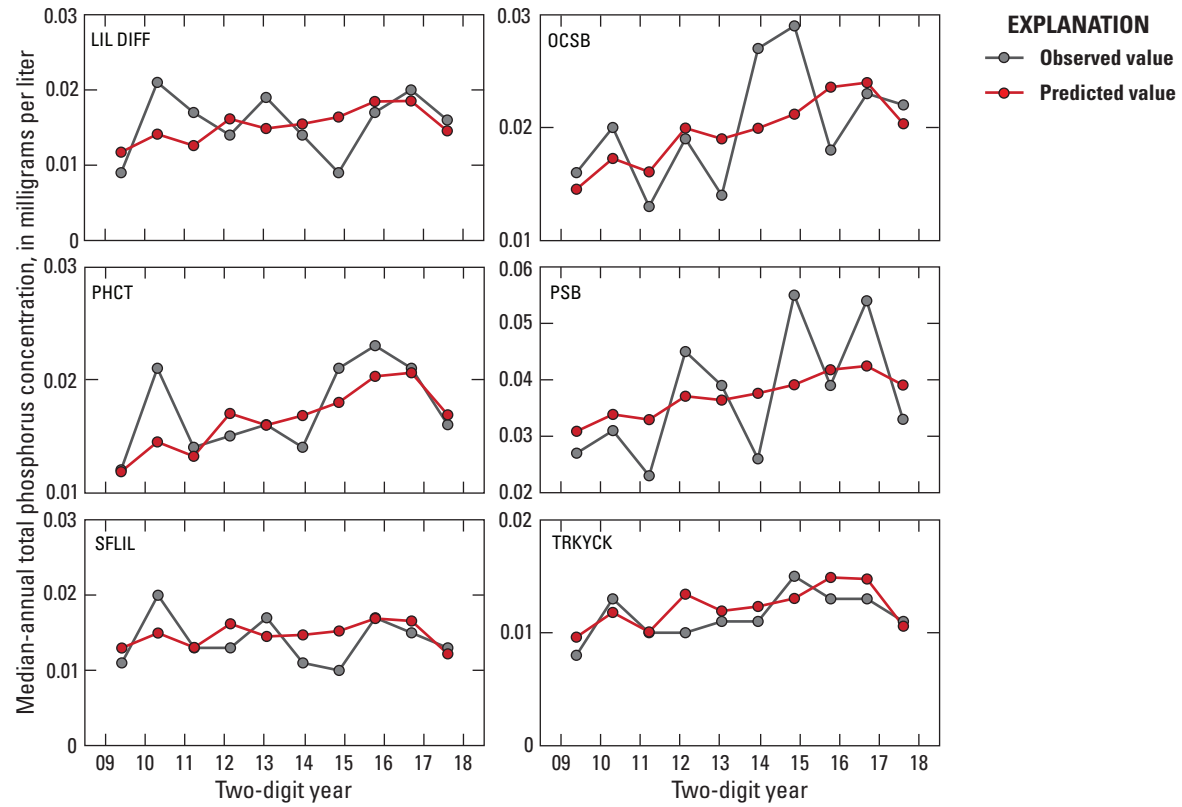 Median-annual total phosphorus concentration, in milligrams per liter
0.03
LIL DIFF
0.02
0.01
0
0.03
OCSB
0.02
0.01
EXPLANATION
Observed value
Predicted value
0.03
PHCT
0.02
0.01
0.06
PSB
0.05
0.04
0.03
0.02
0.03
SFLIL
0.02
0.01
0
09 10 11 12 13 14 15 16 17 18
Two-digit year
0.02
TRKYCK
0.01
0
09 10 11 12 13 14 15 16 17 18
Two-digit year